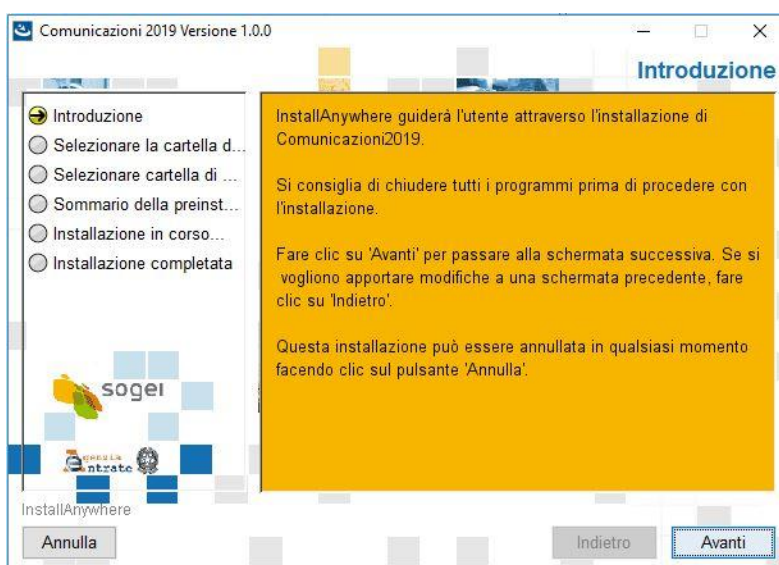 Comunicazioni 2019 Versione 1.0.0
Introduzione
Introduzione
Selezionare la cartella d...
Selezionare cartella di ...
Sommario della preinst...
Installazione in corso...
Installazione completata
InstallAnywhere guiderà l'utente attraverso l'installazione di
Comunicazioni2019.
Si consiglia di chiudere tutti i programmi prima di procedere con
l'installazione.
Fare clic su 'Avanti' per passare alla schermata successiva. Se si
vogliono apportare modifiche a una schermata precedente, fare
clic su 'Indietro'.
Questa installazione può essere annullata in qualsiasi momento
facendo clic sul pulsante 'Annulla'.
sogei
Agenzia
Entrate
InstallAnywhere
Annulla
Indietro
Avanti